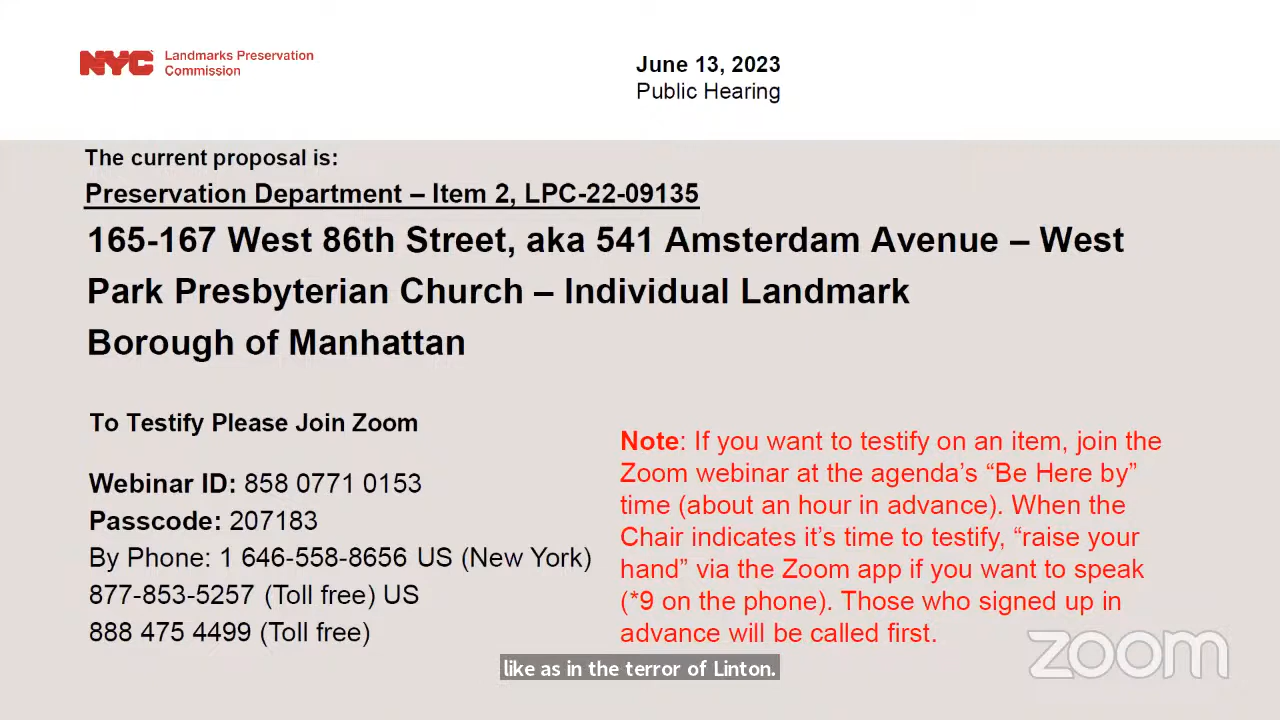 NYC Landmarks Preservation
Commission
June 13, 2023
Public Hearing
The current proposal is:
Preservation Department – Item 2, LPC-22-09135
165-167 West 86th Street, aka 541 Amsterdam Avenue – West
Park Presbyterian Church – Individual Landmark
Borough of Manhattan
To Testify Please Join Zoom
Webinar ID: 858 0771 0153
Passcode: 207183
By Phone: 1 646-558-8656 US (New York)
877-853-5257 (Toll free) US
888 475 4499 (Toll free)
Note: If you want to testify on an item, join the
Zoom webinar at the agenda’s “Be Here by”
time (about an hour in advance). When the
Chair indicates it’s time to testify, “raise your
hand” via the Zoom app if you want to speak
(*9 on the phone). Those who signed up in
advance will be called first.
zoom
like as in the terror of Linton.